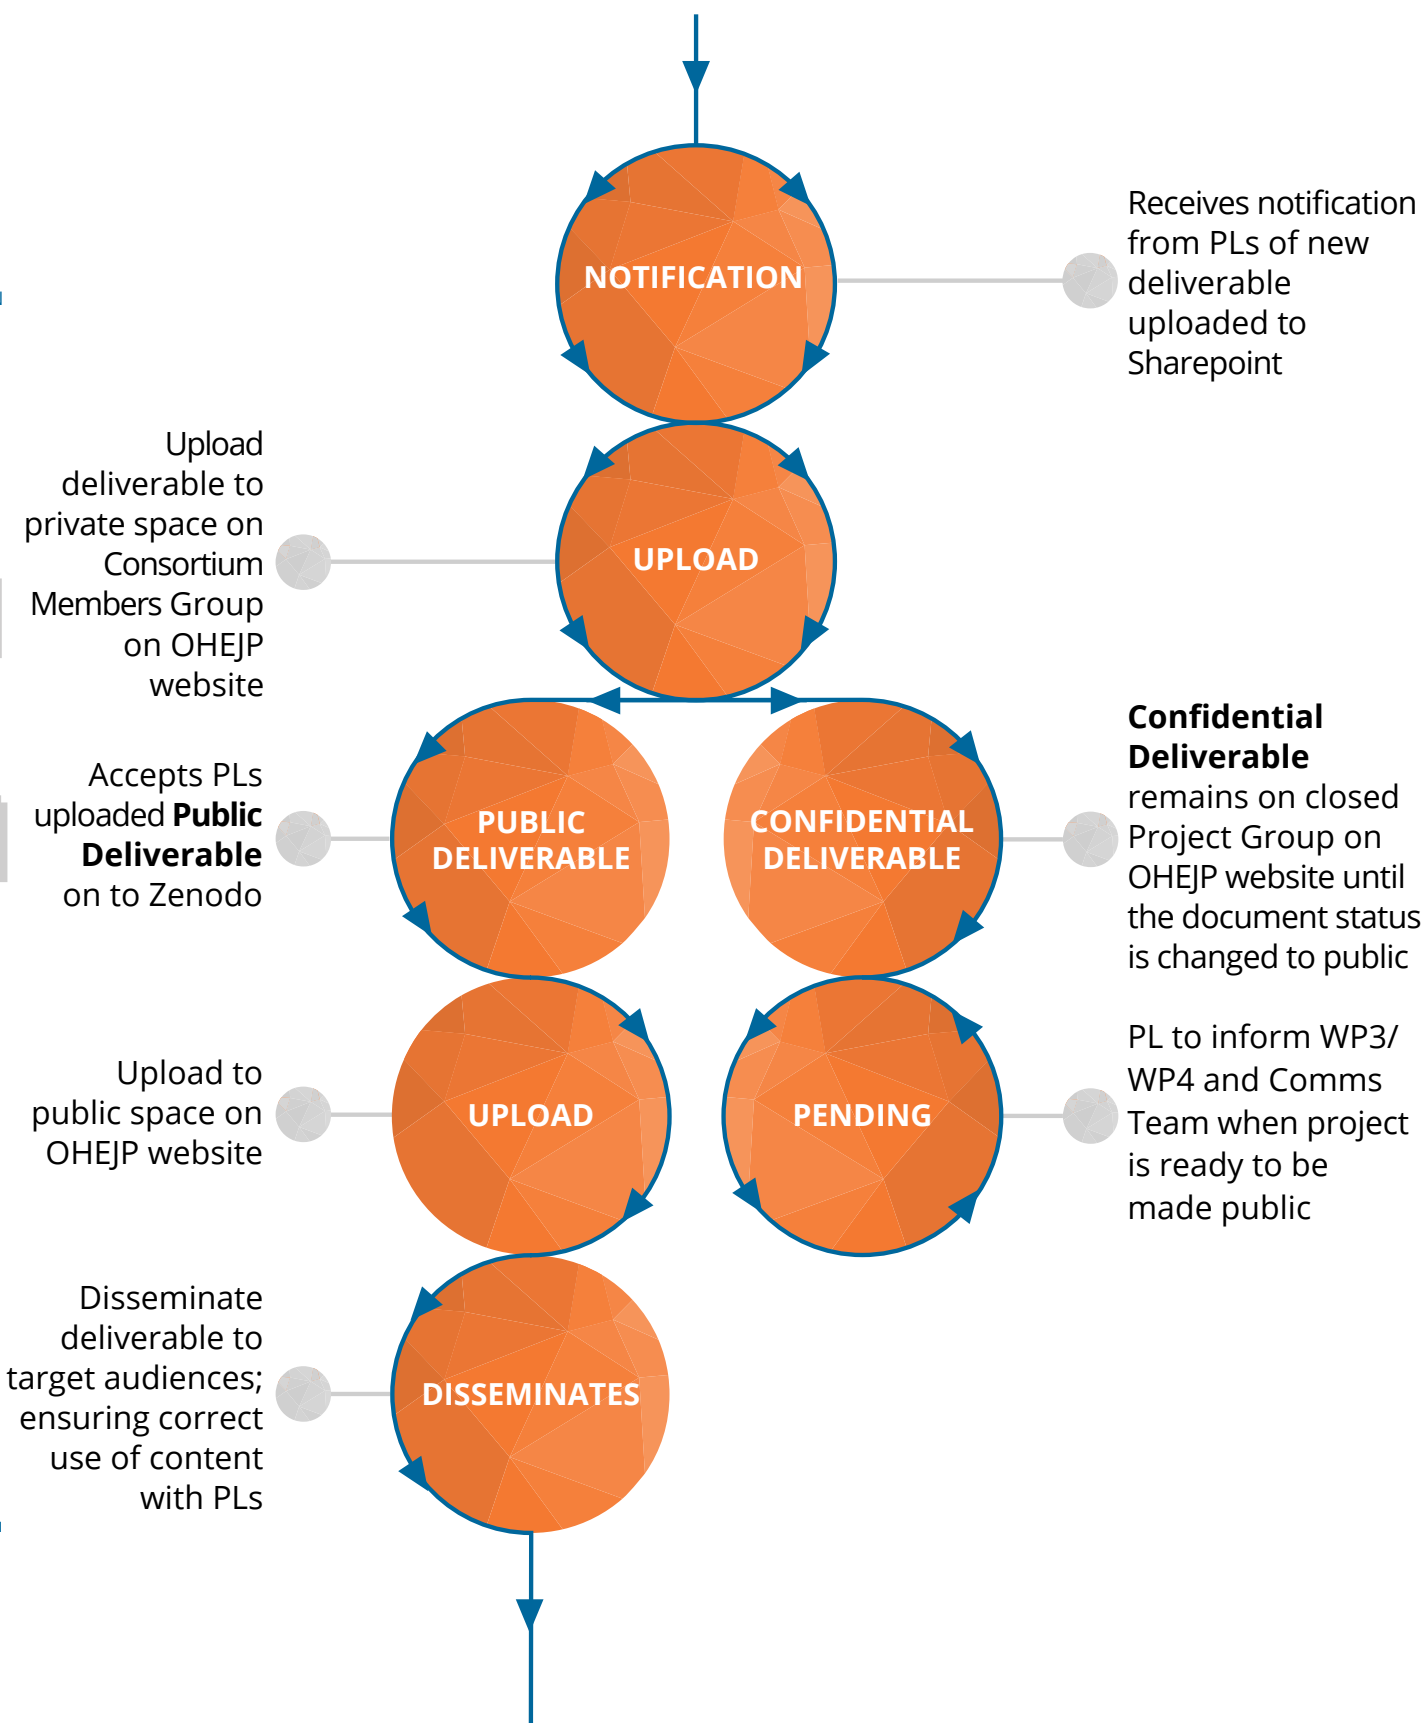 NOTIFICATION
Receives notification
from PLs of new
deliverable
uploaded to
Sharepoint
Upload
deliverable to
private space on
Consortium
Members Group
on OHEJP
website
UPLOAD
Accepts PLs
uploaded Public
Deliverable
on to Zenodo
PUBLIC
DELIVERABLE
CONFIDENTIAL
DELIVERABLE
Confidential
Deliverable
remains on closed
Project Group on
OHEJP website until
the document status
is changed to public
Upload to
public space on
OHEJP website
UPLOAD
PENDING
PL to inform WP3/
WP4 and Comms
Team when project
is ready to be
made public
Disseminate
deliverable to
target audiences;
ensuring correct
use of content
with PLs
DISSEMINATES